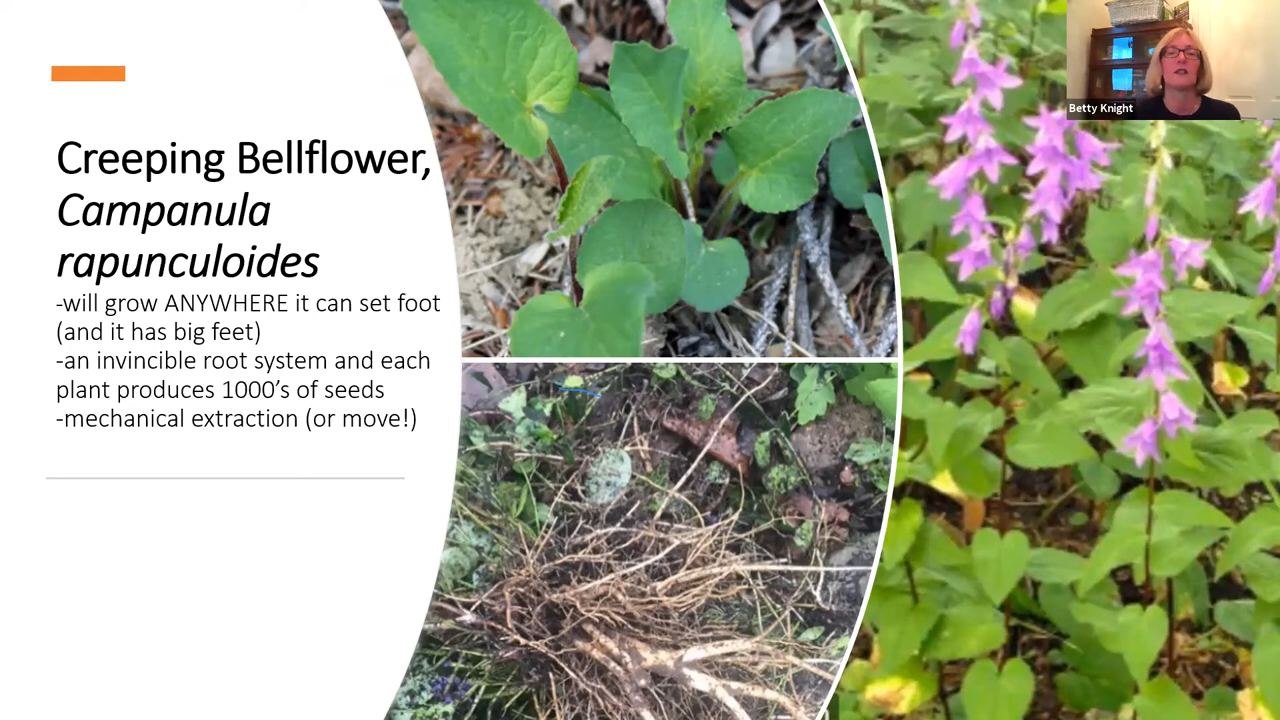 Creeping Bellflower,
Campanula
rapunculoides
-will grow ANYWHERE it can set foot
(and it has big feet)
-an invincible root system and each
plant produces 1000’s of seeds
-mechanical extraction (or move!)
Betty Knight